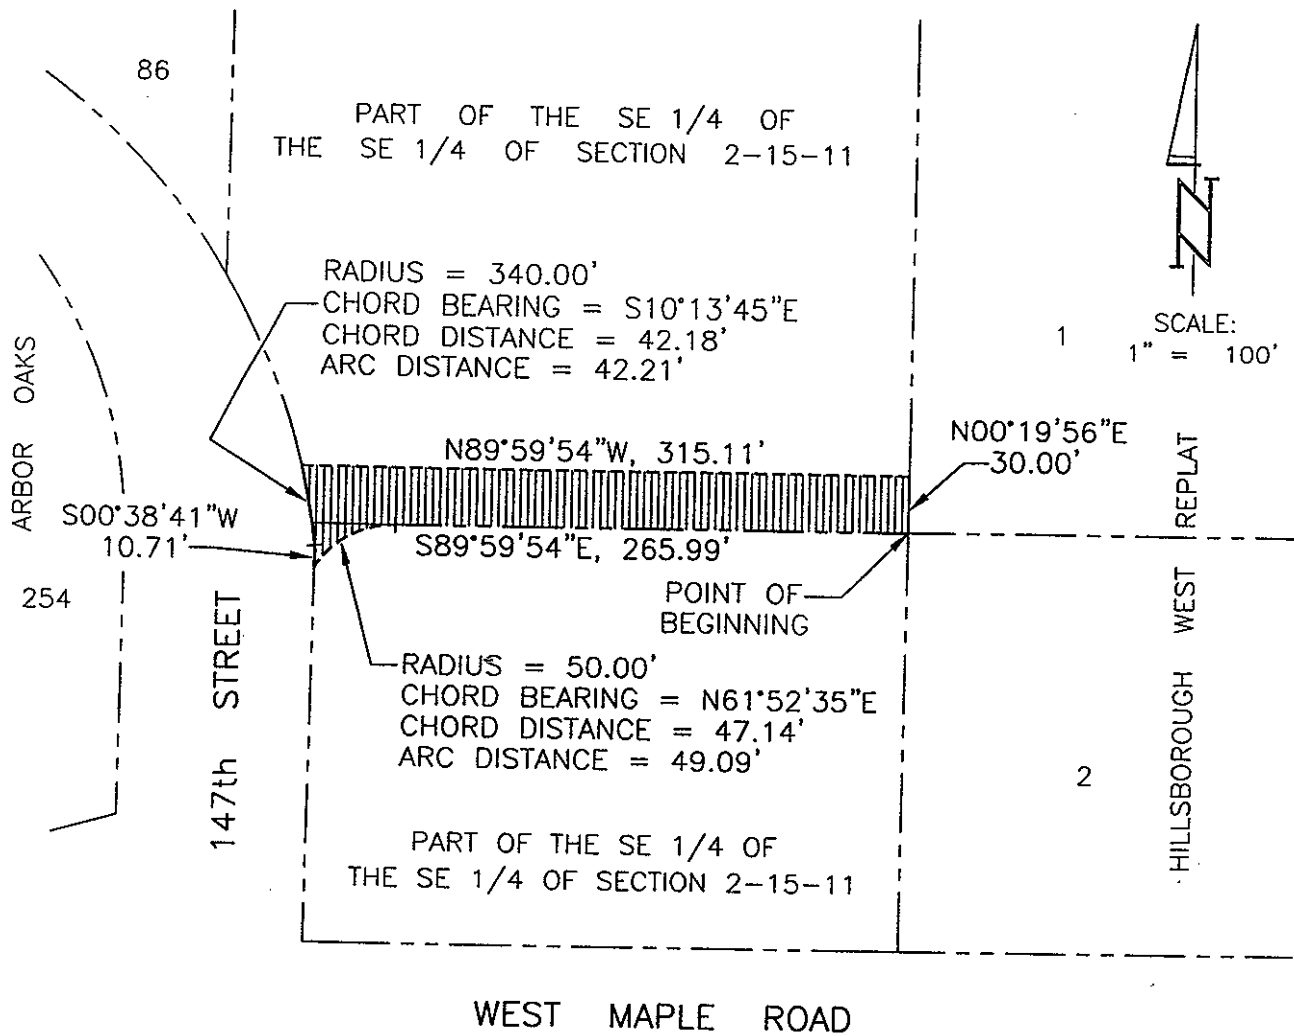 86
PART OF THE SE 1/4 OF
THE SE 1/4 OF SECTION 2-15-11
N
SCALE:
1" = 100'
RADIUS = 340.00'
CHORD BEARING = S10°13'45"E
CHORD DISTANCE = 42.18'
ARC DISTANCE = 42.21'
1
ARBOR OAKS
N89°59'54"W, 315.11'
N00°19'56"E
30.00'
S00°38'41"W
10.71'
S89°59'54"E, 265.99'
POINT OF
BEGINNING
254
147th STREET
RADIUS = 50.00'
CHORD BEARING = N61°52'35"E
CHORD DISTANCE = 47.14'
ARC DISTANCE = 49.09'
2
HILLSBOROUGH WEST REPLAT
PART OF THE SE 1/4 OF
THE SE 1/4 OF SECTION 2-15-11
WEST MAPLE ROAD